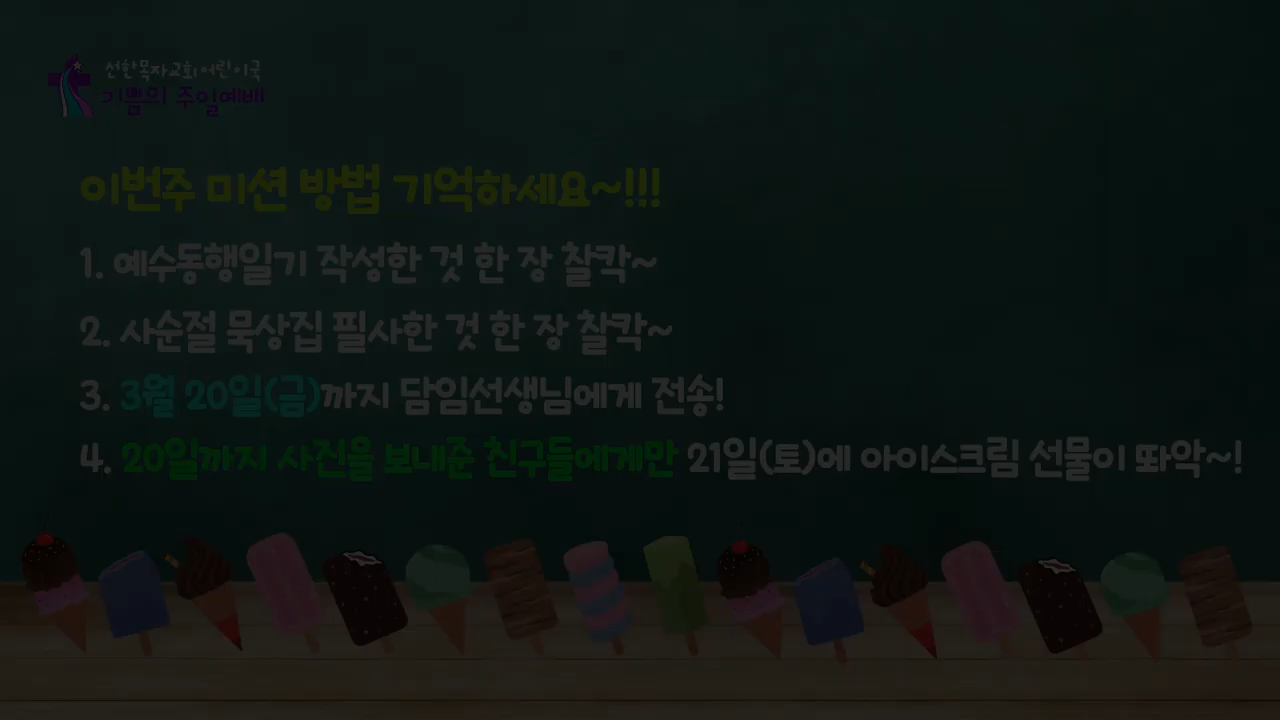 선한목자교회 어린이국
기쁨의 주일예배
이번주 미션 방법 기억하세요~!!!
1. 예수동행일기 작성한 것 한 장 찰칵~
2. 사순절 묵상집 필사한 것 한 장 찰칵~
3. 3월 20일(금)까지 담임선생님에게 전송!
4. 20일까지 사진을 보내준 친구들에게만 21일(토)에 아이스크림 선물이 똬악~!